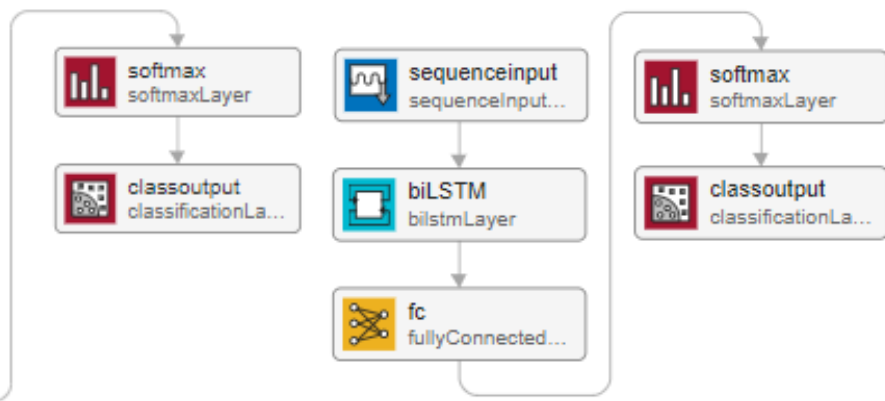 softmax
softmaxLayer
classoutput
classificationLa...
sequenceinput
sequenceInput...
biLSTM
bilstmLayer
fc
fullyConnected...
softmax
softmaxLayer
classoutput
classificationLa...